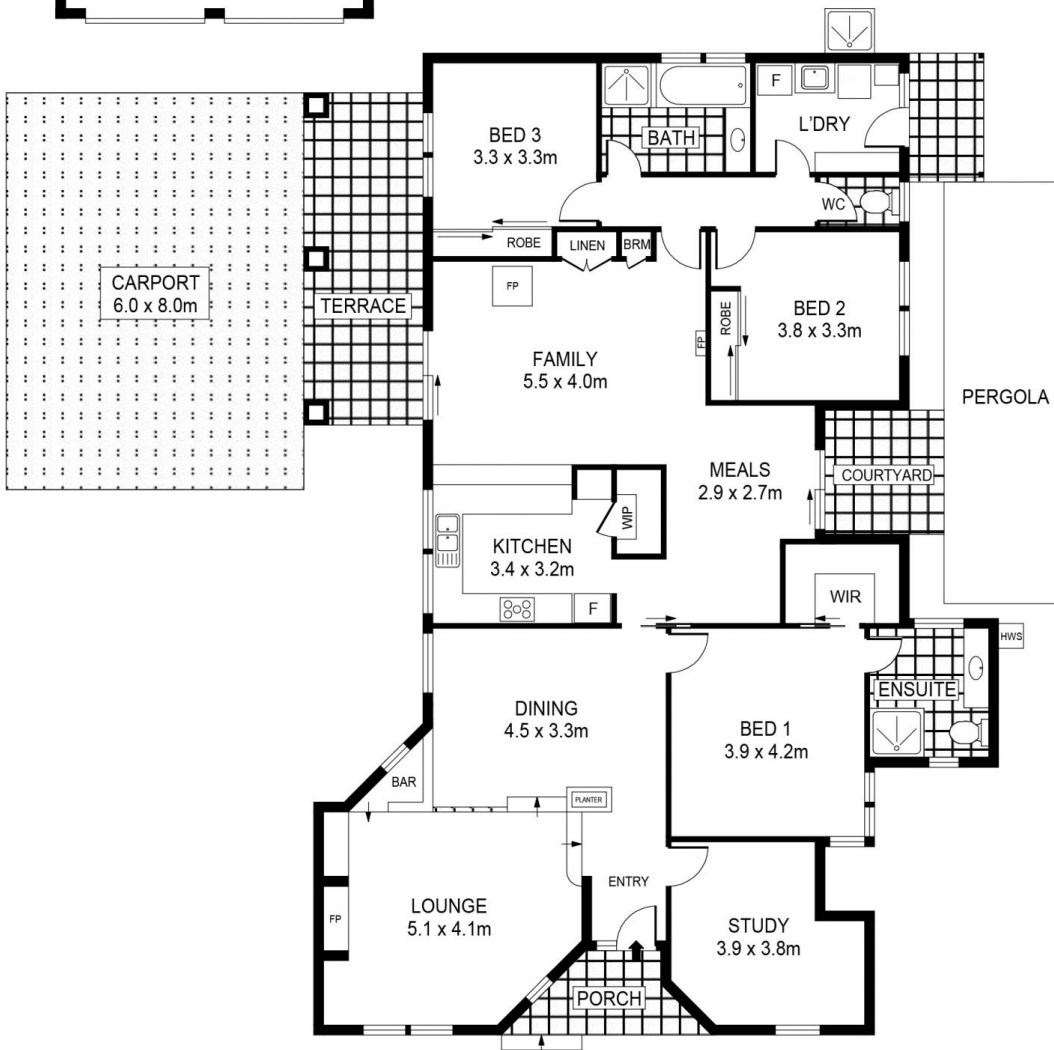 BED 3
3.3 x 3.3m
BATH
F
L'DRY
WC
ROBE
LINEN
BRM
CARPORT
6.0 x 8.0m
TERRACE
FP
FAMILY
5.5 x 4.0m
FP
ROBE
BED 2
3.8 x 3.3m
PERGOLA
MEALS
2.9 x 2.7m
COURTYARD
KITCHEN
3.4 x 3.2m
WIP
F
WIR
HWS
ENSUITE
DINING
4.5 x 3.3m
BED 1
3.9 x 4.2m
BAR
PLANTER
ENTRY
LOUNGE
5.1 x 4.1m
FP
STUDY
3.9 x 3.8m
PORCH